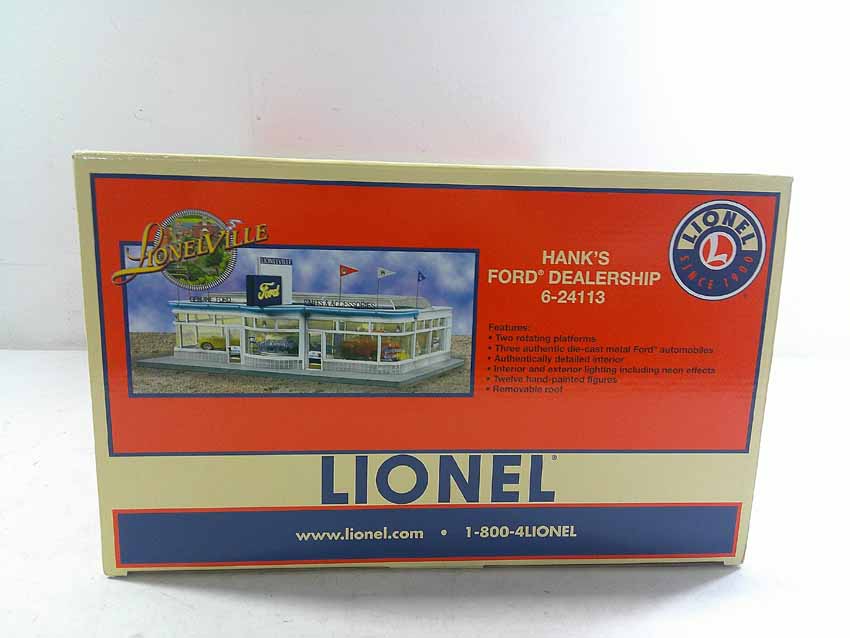 LIONELVILLE
LIONELVILLE
Ford
PARTS & ACCESSORIES
LIONEL
L
SINCE 1900
HANK'S
FORD® DEALERSHIP
6-24113
Features:
• Two rotating platforms
• Three authentic die-cast metal Ford® automobiles
• Authentically detailed interior
• Interior and exterior lighting including neon effects
• Twelve hand-painted figures
• Removable roof
LIONEL®
www.lionel.com • 1-800-4LIONEL